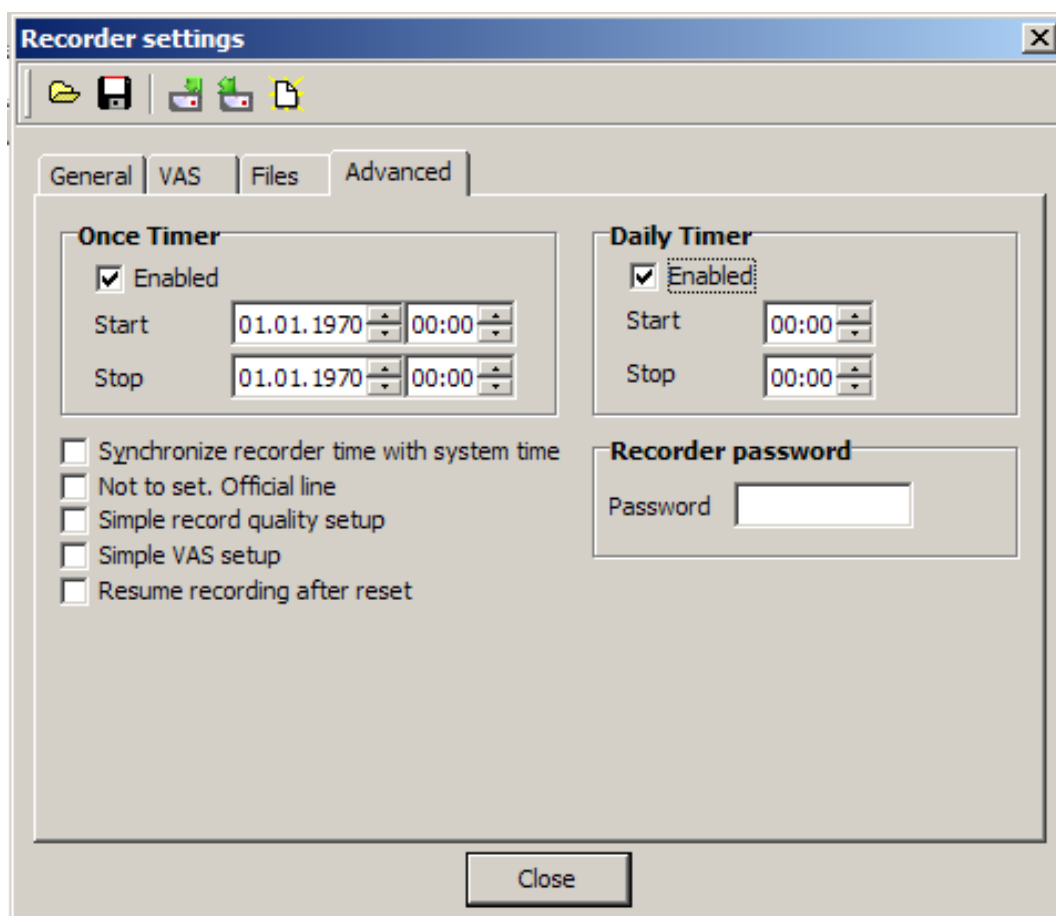 Recorder settings
General VAS Files Advanced
Once Timer
Enabled
Start 01.01.1970 00:00
Stop 01.01.1970 00:00
Daily Timer
Enabled
Start 00:00
Stop 00:00
Synchronize recorder time with system time
Not to set. Official line
Simple record quality setup
Simple VAS setup
Resume recording after reset
Recorder password
Password
Close